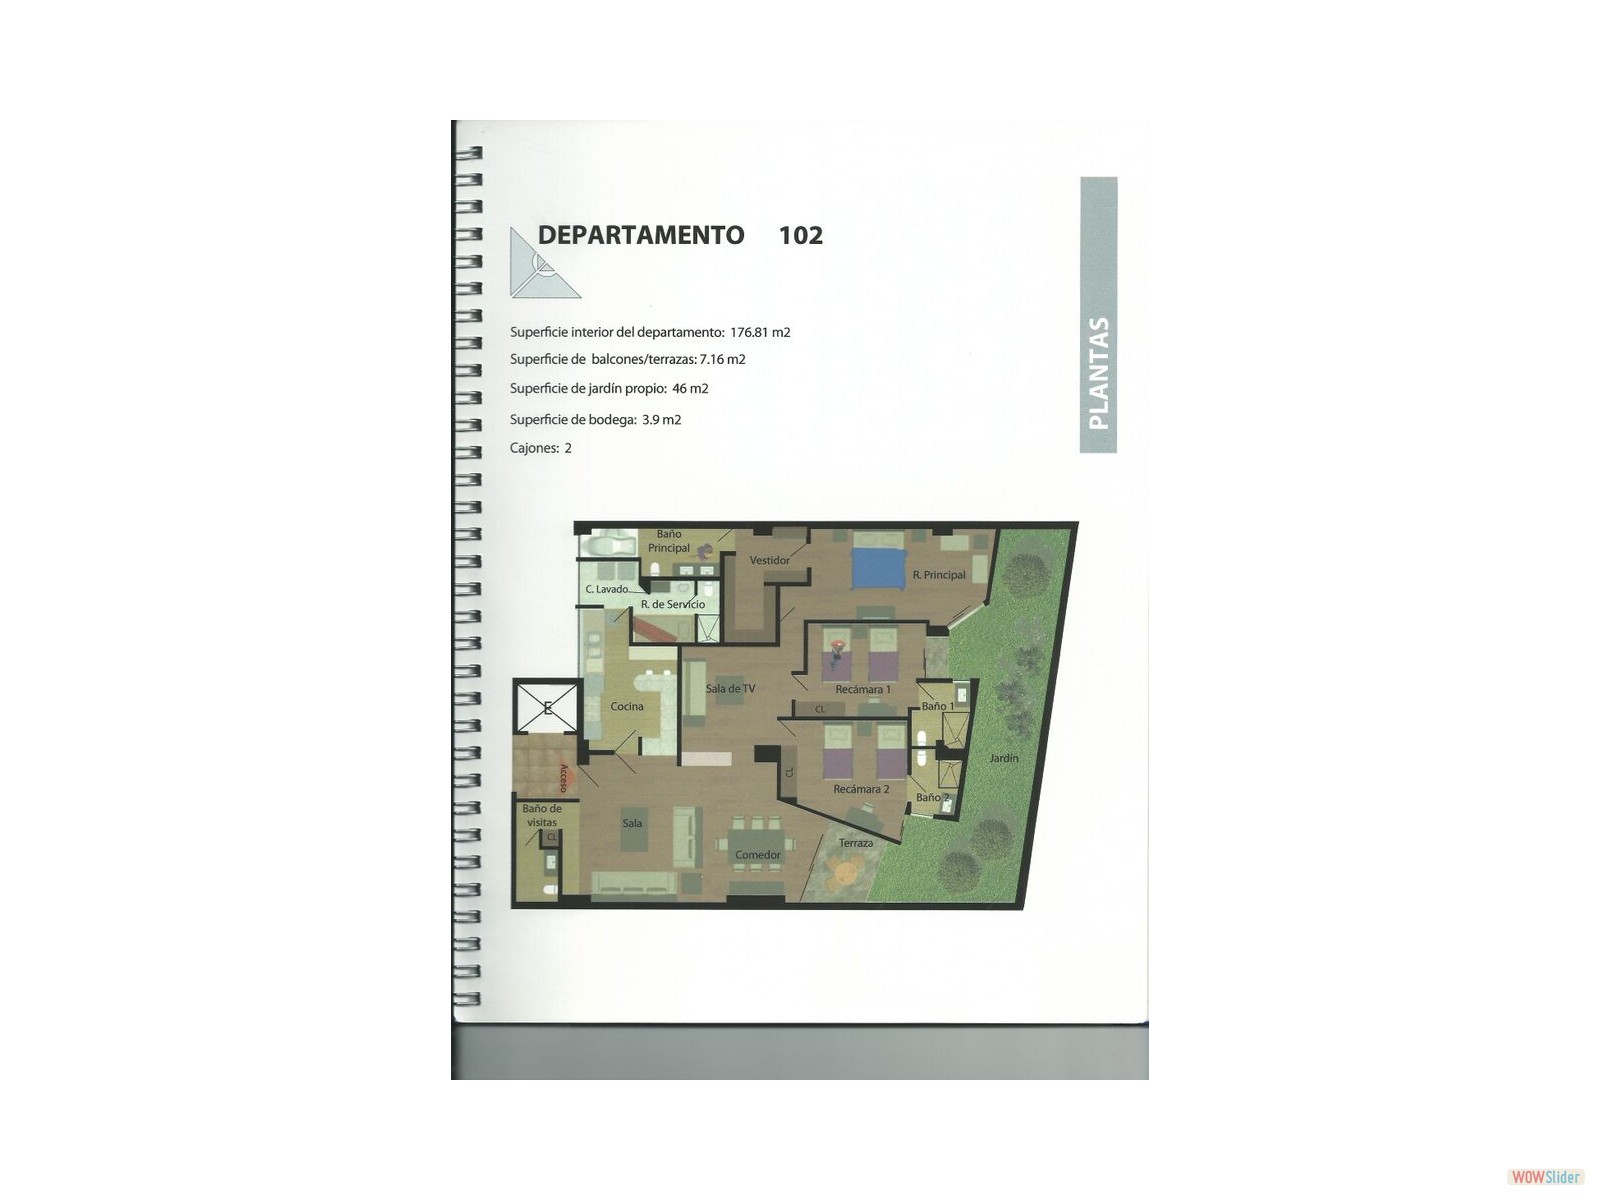 DEPARTAMENTO 102
Superficie interior del departamento: 176.81 m2
Superficie de balcones/terrazas: 7.16 m2
Superficie de jardín propio: 46 m2
Superficie de bodega: 3.9 m2
Cajones: 2
PLANTAS
Baño
Principal
Vestidor
R. Principal
C. Lavado
R. de Servicio
Sala de TV
Recámara 1
CL
Cocina
E
Baño 1
Acceso
CL
Recámara 2
Baño 2
Jardín
Baño de
visitas
CL
Sala
Comedor
Terraza
WOWSlider